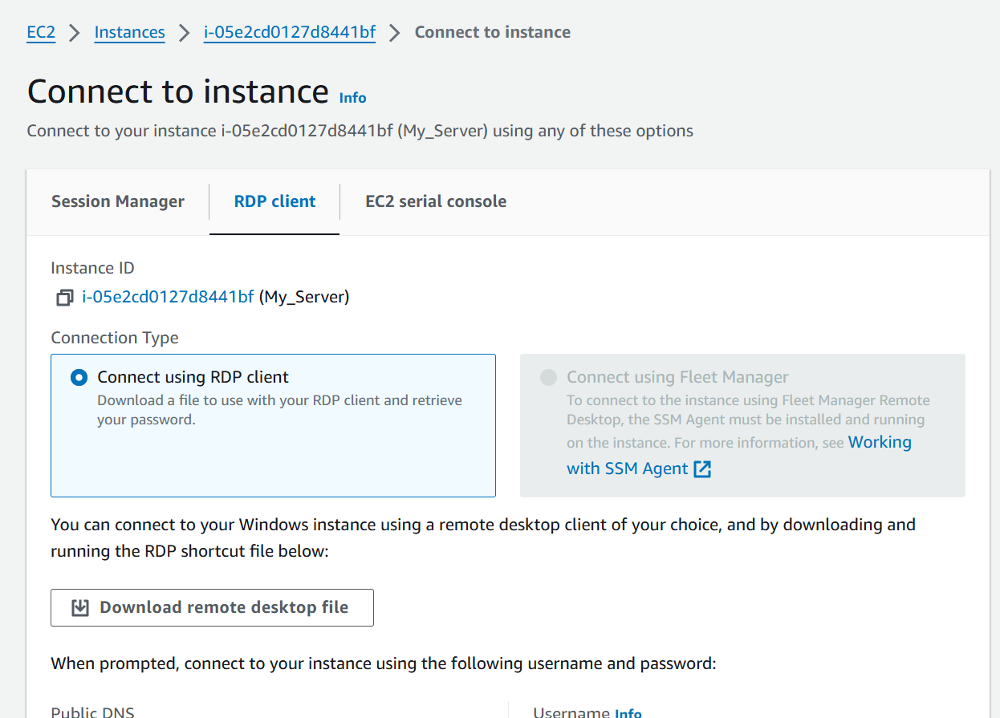 EC2 > Instances > i-05e2cd0127d8441bf > Connect to instance
Connect to instance Info
Connect to your instance i-05e2cd0127d8441bf (My_Server) using any of these options
Session Manager RDP client EC2 serial console
Instance ID
i-05e2cd0127d8441bf (My_Server)
Connection Type
Connect using RDP client
Download a file to use with your RDP client and retrieve
your password.
Connect using Fleet Manager
To connect to the instance using Fleet Manager Remote
Desktop, the SSM Agent must be installed and running
on the instance. For more information, see Working
with SSM Agent
You can connect to your Windows instance using a remote desktop client of your choice, and by downloading and
running the RDP shortcut file below:
Download remote desktop file
When prompted, connect to your instance using the following username and password:
Public DNS
Username Info